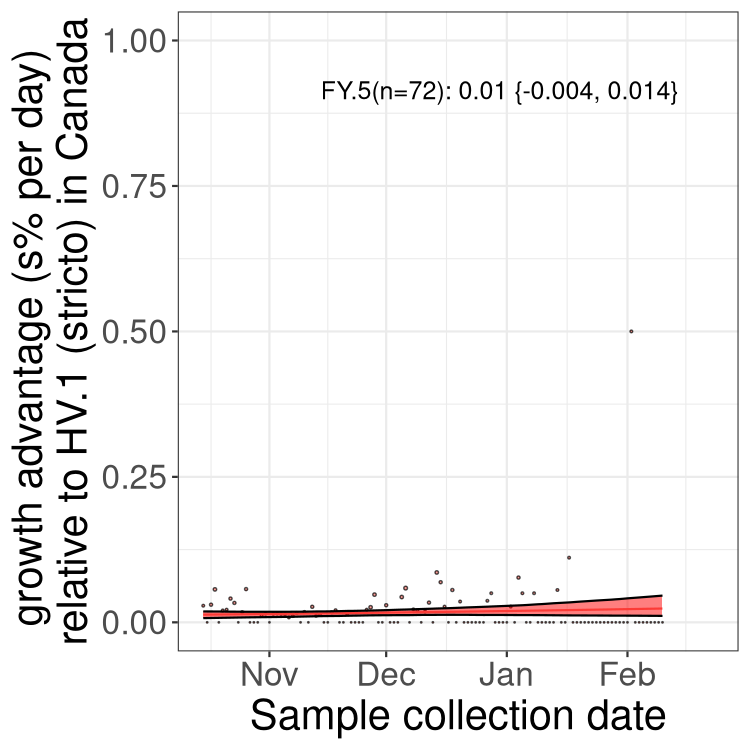 growth advantage (s% per day)
relative to HV.1 (stricto) in Canada
1.00
0.75
0.50
0.25
0.00
FY.5(n=72): 0.01 {-0.004, 0.014}
Nov Dec Jan Feb
Sample collection date